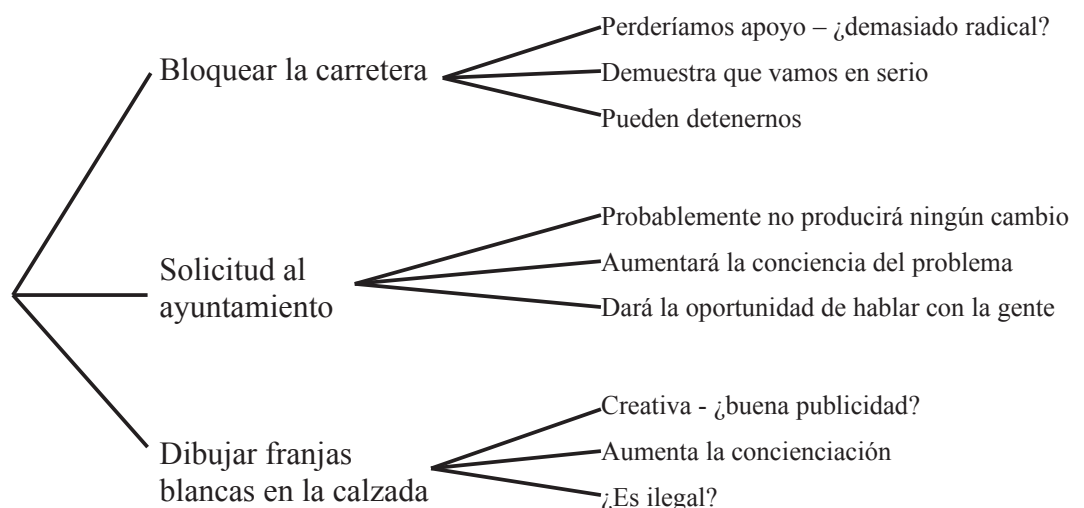 Bloquear la carretera
Perderíamos apoyo – ¿demasiado radical?
Demuestra que vamos en serio
Pueden detenernos
Solicitud al
ayuntamiento
Probablemente no producirá ningún cambio
Aumentará la conciencia del problema
Dará la oportunidad de hablar con la gente
Dibujar franjas
blancas en la calzada
Creativa - ¿buena publicidad?
Aumenta la concienciación
¿Es ilegal?